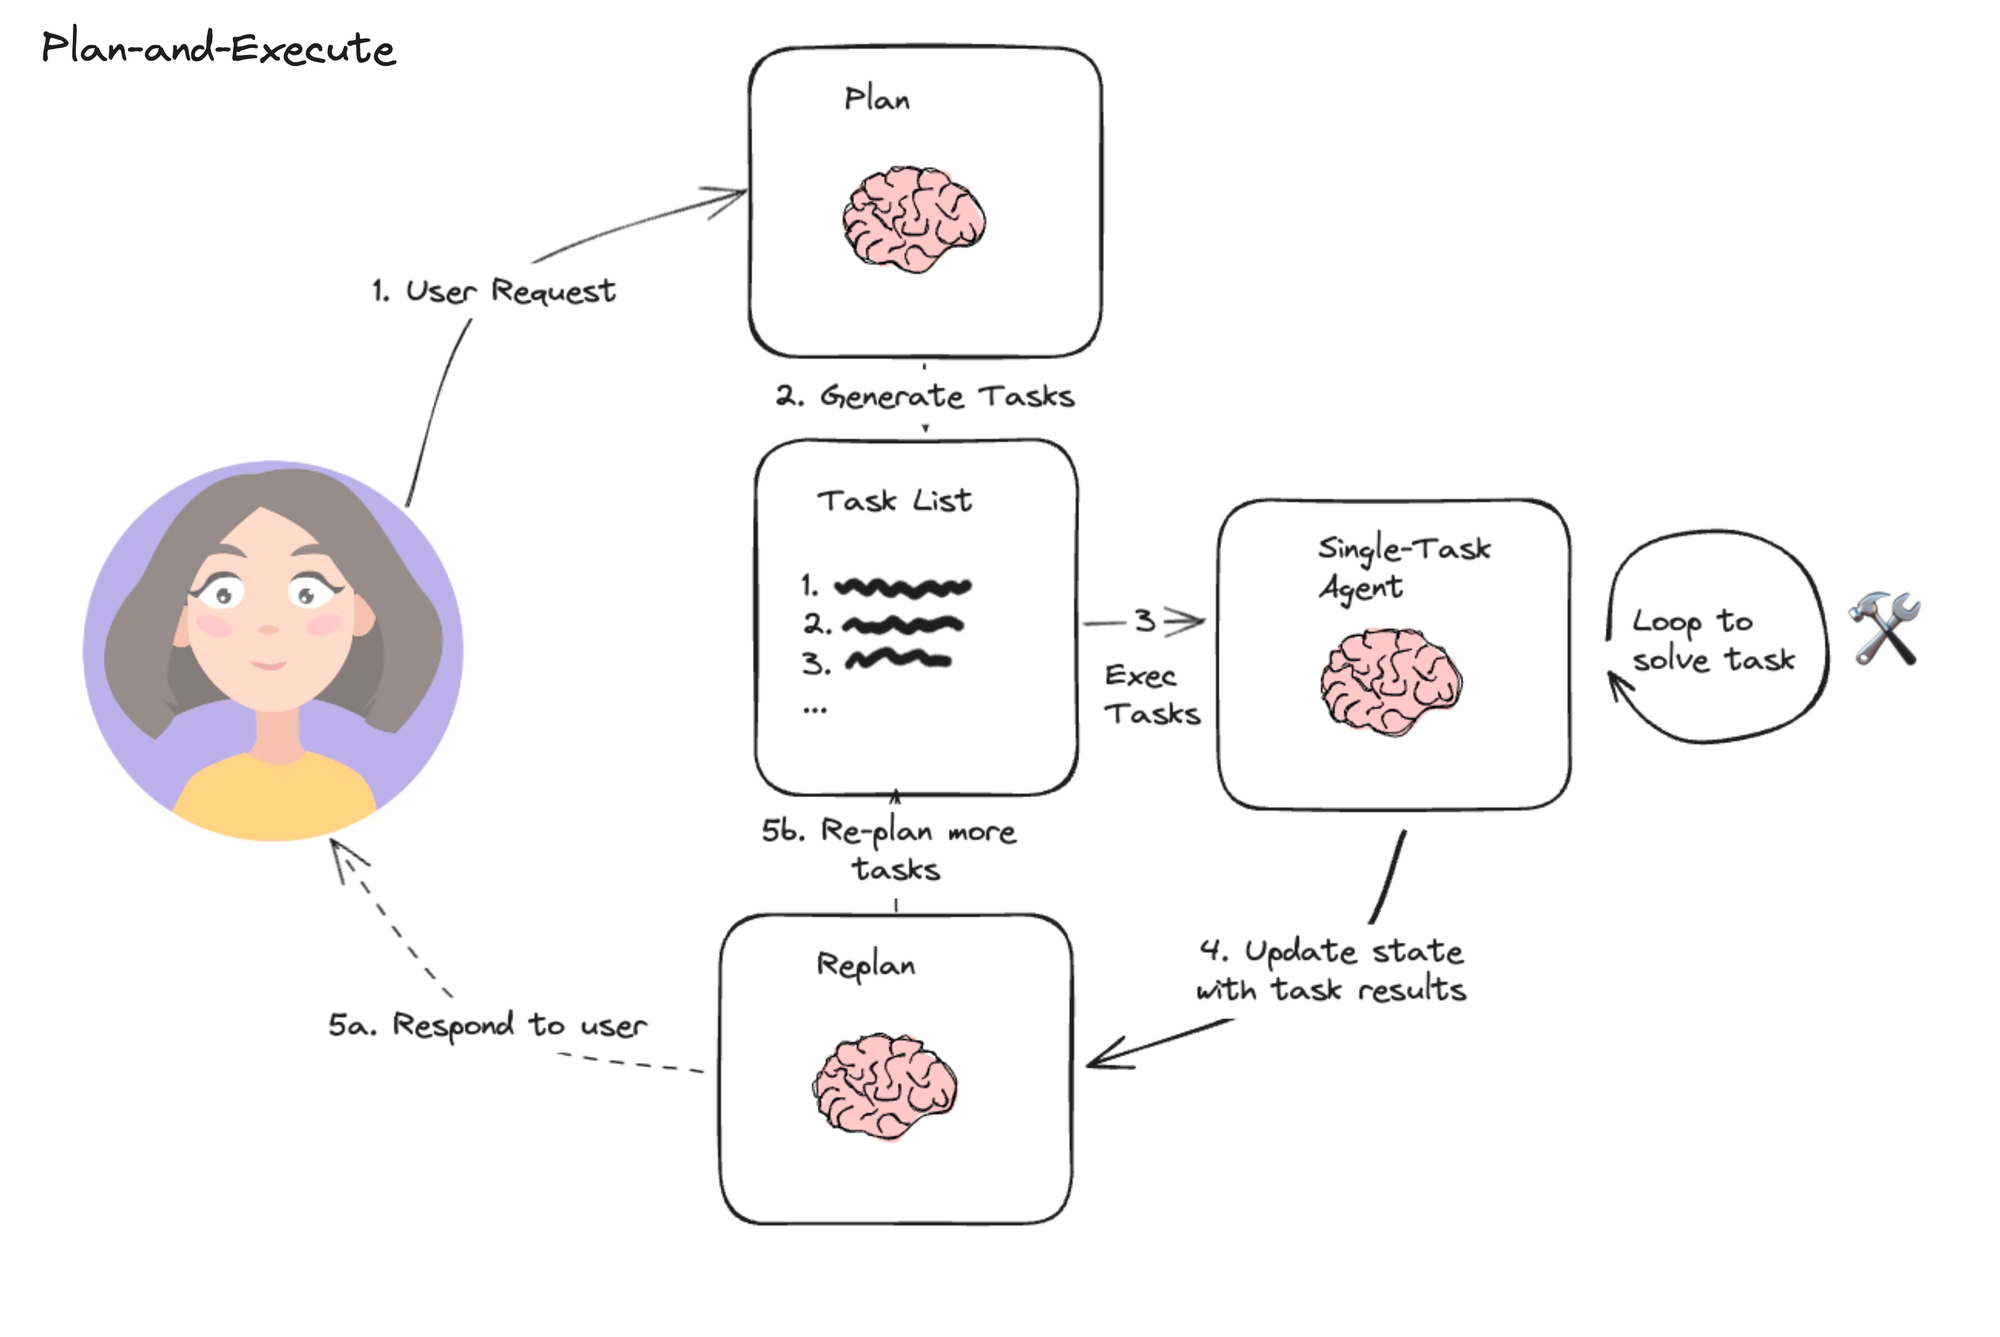 Plan-and-Execute
Plan
1. User Request
2. Generate Tasks
Task List
1.
2.
3.
...
3
Exec
Tasks
Single-Task
Agent
Loop to
solve task
5b. Re-plan more
tasks
4. Update state
with task results
Replan
5a. Respond to user